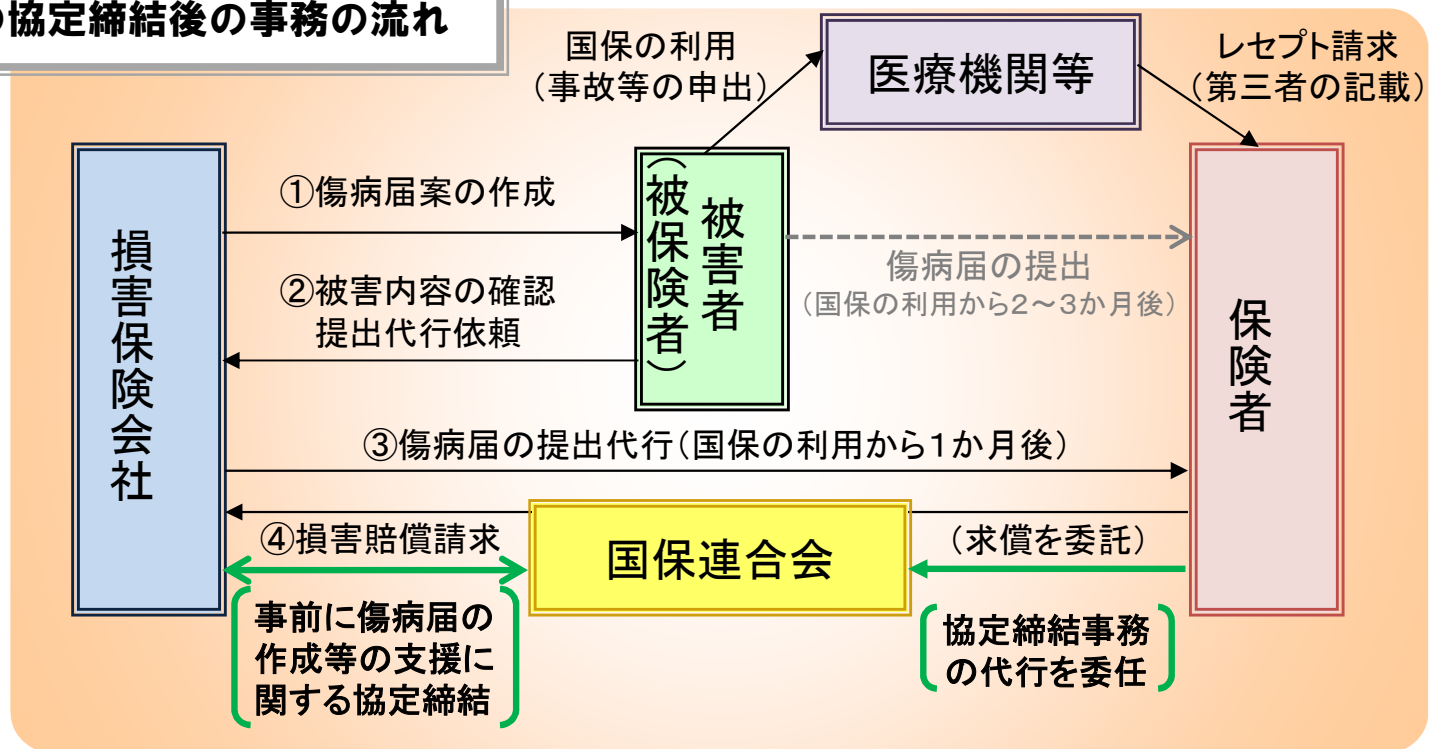 の協定締結後の事務の流れ
国保の利用
（事故等の申出）
医療機関等
レセプト請求
（第三者の記載）
損害保険会社
①傷病届案の作成
②被害内容の確認
提出代行依頼
被害者
（被保険者）
傷病届の提出
（国保の利用から２～３か月後）
保険者
③傷病届の提出代行（国保の利用から１か月後）
④損害賠償請求
国保連合会
（求償を委託）
事前に傷病届の
作成等の支援に
関する協定締結
協定締結事務
の代行を委任